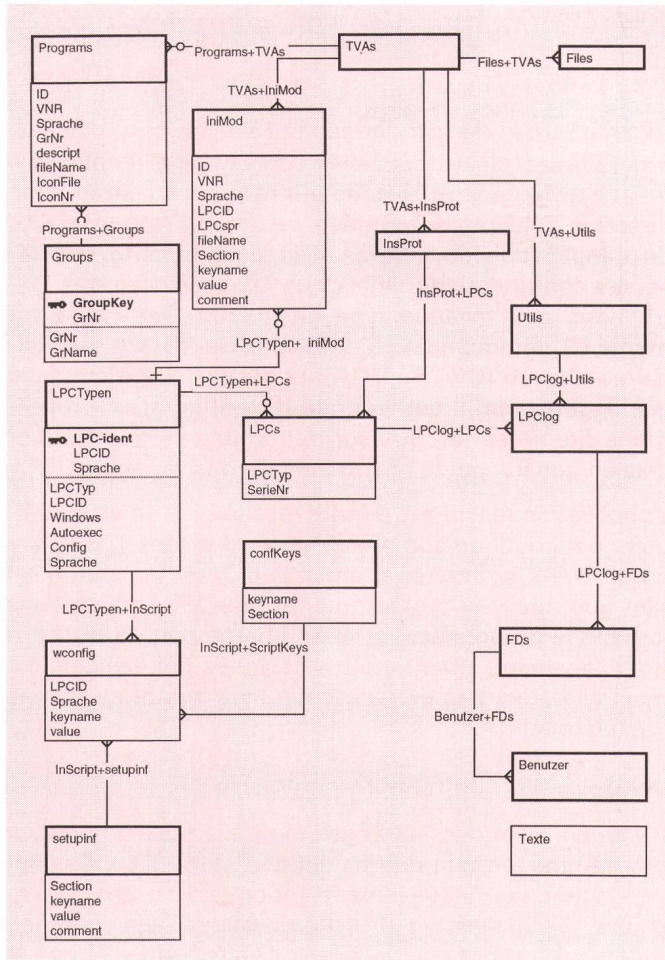 Programs
ID
VNR
Sprache
GrNr
descript
fileName
IconFile
IconNr
Programs+TVAs
TVAs
Files+TVAs
Files
TVAs+IniMod
iniMod
ID
VNR
Sprache
LPCID
LPCspr
fileName
Section
keyname
value
comment
TVAs+InsProt
InsProt
TVAs+Utils
Utils
Programs+Groups
Groups
GroupKey
GrNr
GrNr
GrName
InsProt+LPCs
LPCTypen+ iniMod
LPCTypen+LPCs
LPClog+Utils
LPCTypen
LPC-ident
LPCID
Sprache
LPCTyp
LPCID
Windows
Autoexec
Config
Sprache
LPCs
LPCTyp
SerieNr
LPClog+LPCs
LPClog
confKeys
keyname
Section
LPClog+FDs
LPCTypen+InScript
InScript+ScriptKeys
FDs
wconfig
LPCID
Sprache
keyname
value
Benutzer+FDs
InScript+setupinf
Benutzer
setupinf
Section
keyname
value
comment
Texte